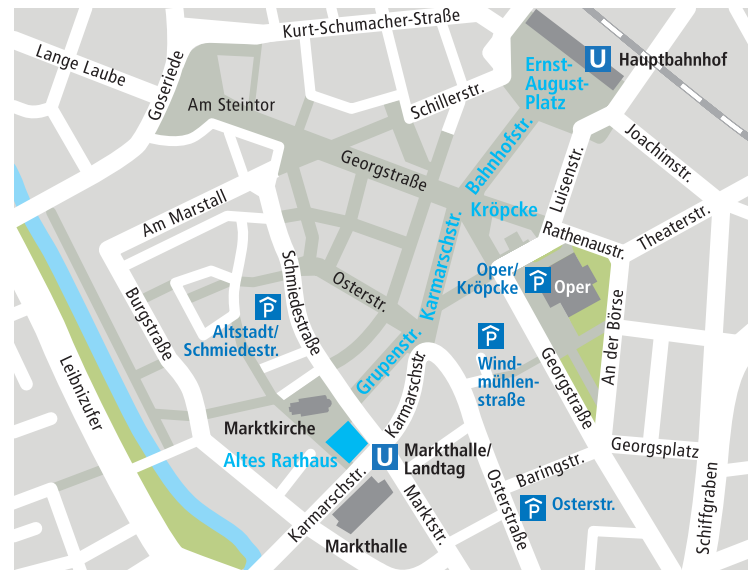 Kurt-Schumacher-Straße
Lange Laube
Goseriede
U
Hauptbahnhof
Ernst-
August-
Platz
Am Steintor
Schillerstr.
Joachimstr.
Bahnhofstr.
Georgstraße
Luisenstr.
Am Marstall
Kröpcke
Theaterstr.
Karmarschstr.
Rathenaustr.
Schmiedestraße
Osterstr.
Oper/
Kröpcke
P
Oper
Burgstraße
P
Altstadt/
Schmiedestr.
An der Börse
P
Wind-
mühlen-
straße
Grupenstr.
Georgstraße
Karmarschstr.
Leibnizufer
Marktkirche
Altes Rathaus
U
Markthalle/
Landtag
Georgsplatz
Baringstr.
Schiffgraben
Karmarschstr.
Marktstr.
Osterstraße
P
Osterstr.
Markthalle